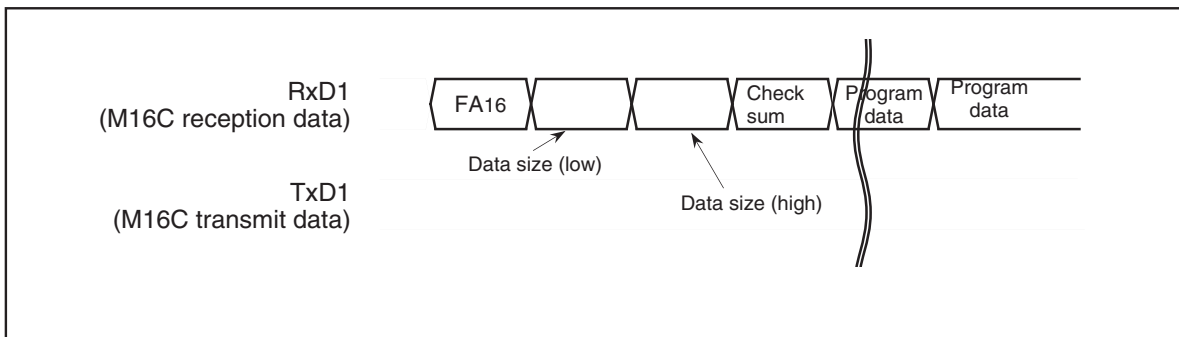 RxD1
(M16C reception data)
FA16
Check
sum
Program
data
Program
data
Data size (low)
Data size (high)
TxD1
(M16C transmit data)